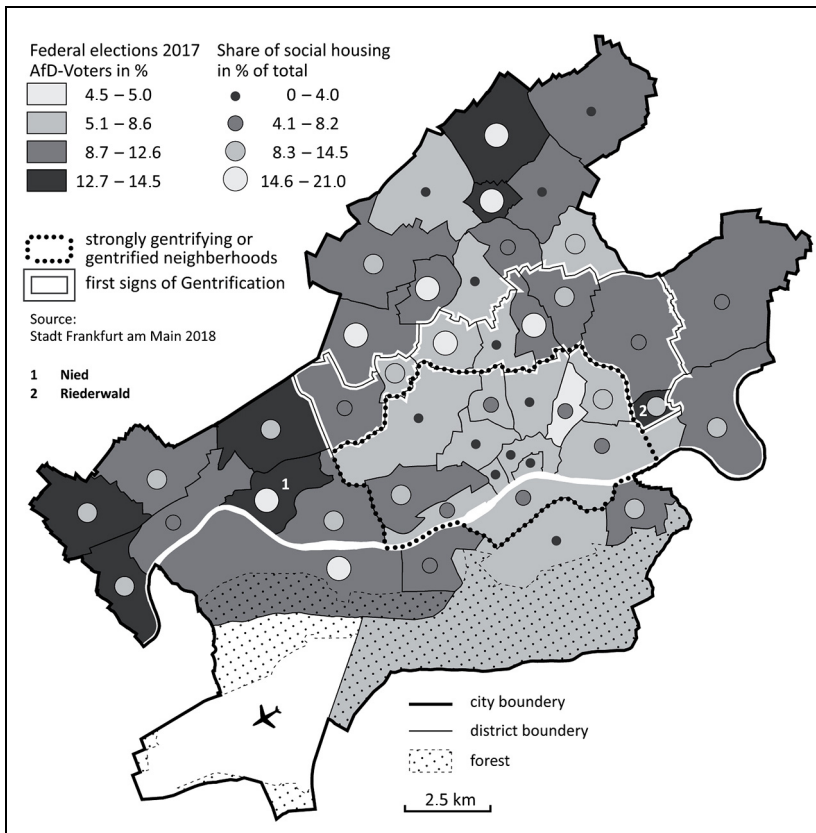 Federal elections 2017
AfD-Voters in %
4.5 – 5.0
5.1 – 8.6
8.7 – 12.6
12.7 – 14.5
Share of social housing
in % of total
0 – 4.0
4.1 – 8.2
8.3 – 14.5
14.6 – 21.0
strongly gentrifying or
gentrified neighberhoods
first signs of Gentrification
Source:
Stadt Frankfurt am Main 2018
1 Nied
2 Riederwald
2
1
city boundery
district boundery
forest
2.5 km